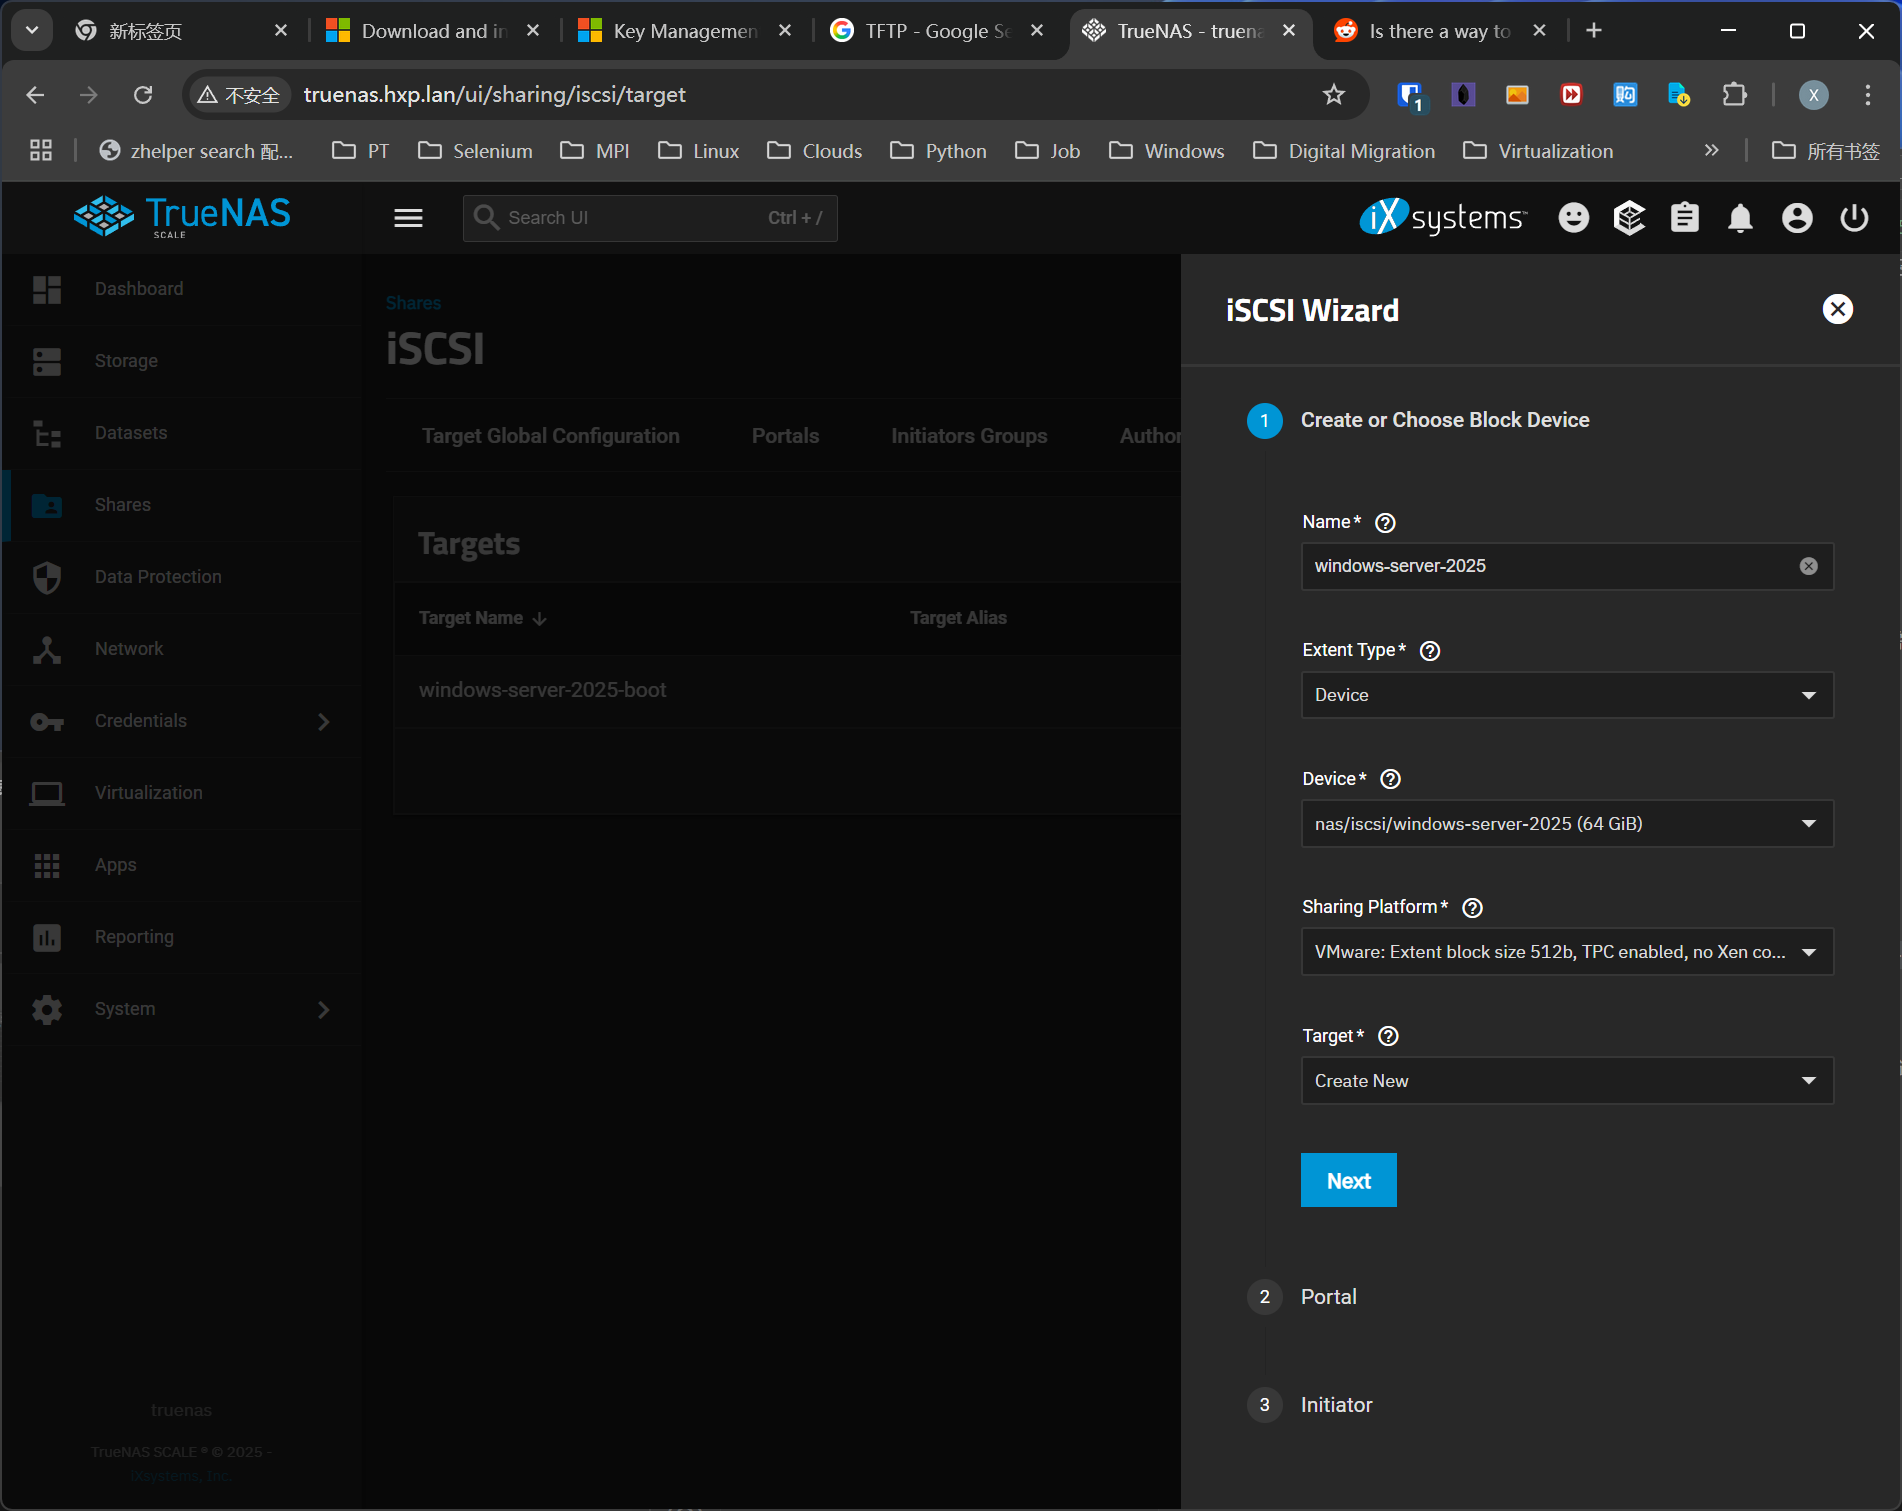 新标签页
Download and in
Key Managemen
TFTP - Google Se
TrueNAS - truena
Is there a way to
不安全
truenas.hxp.lan/ui/sharing/iscsi/target
1
购
X
zhelper search 配...
PT
Selenium
MPI
Linux
Clouds
Python
Job
Windows
Digital Migration
Virtualization
所有书签
TrueNAS
SCALE
Search UI
Ctrl + /
iXsystems
Dashboard
Storage
Datasets
Shares
Data Protection
Network
Credentials
Virtualization
Apps
Reporting
System
truenas
TrueNAS SCALE ® © 2025 -
iXsystems, Inc.
Shares
iSCSI
Target Global Configuration
Portals
Initiators Groups
Author
Targets
Target Name
Target Alias
windows-server-2025-boot
iSCSI Wizard
1
Create or Choose Block Device
Name*
windows-server-2025
Extent Type*
Device
Device*
nas/iscsi/windows-server-2025 (64 GiB)
Sharing Platform*
VMware: Extent block size 512b, TPC enabled, no Xen co...
Target*
Create New
Next
2
Portal
3
Initiator